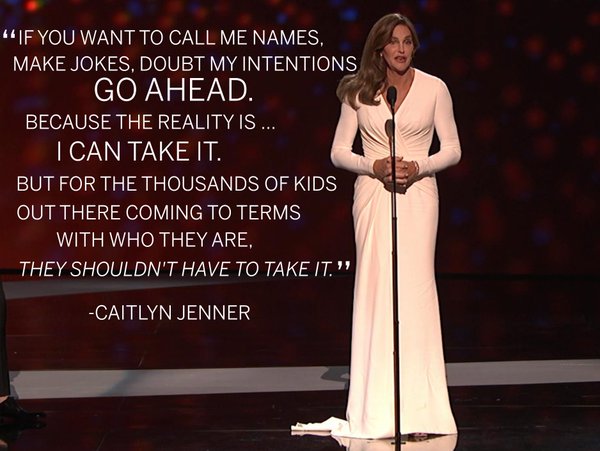 “IF YOU WANT TO CALL ME NAMES,
MAKE JOKES, DOUBT MY INTENTIONS
GO AHEAD.
BECAUSE THE REALITY IS ...
I CAN TAKE IT.
BUT FOR THE THOUSANDS OF KIDS
OUT THERE COMING TO TERMS
WITH WHO THEY ARE,
THEY SHOULDN'T HAVE TO TAKE IT.”
-CAITLYN JENNER